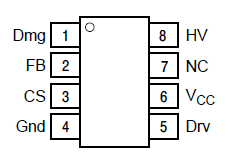 Dmg 1 8 HV
FB 2 7 NC
CS 3 6 VCC
Gnd 4 5 Drv